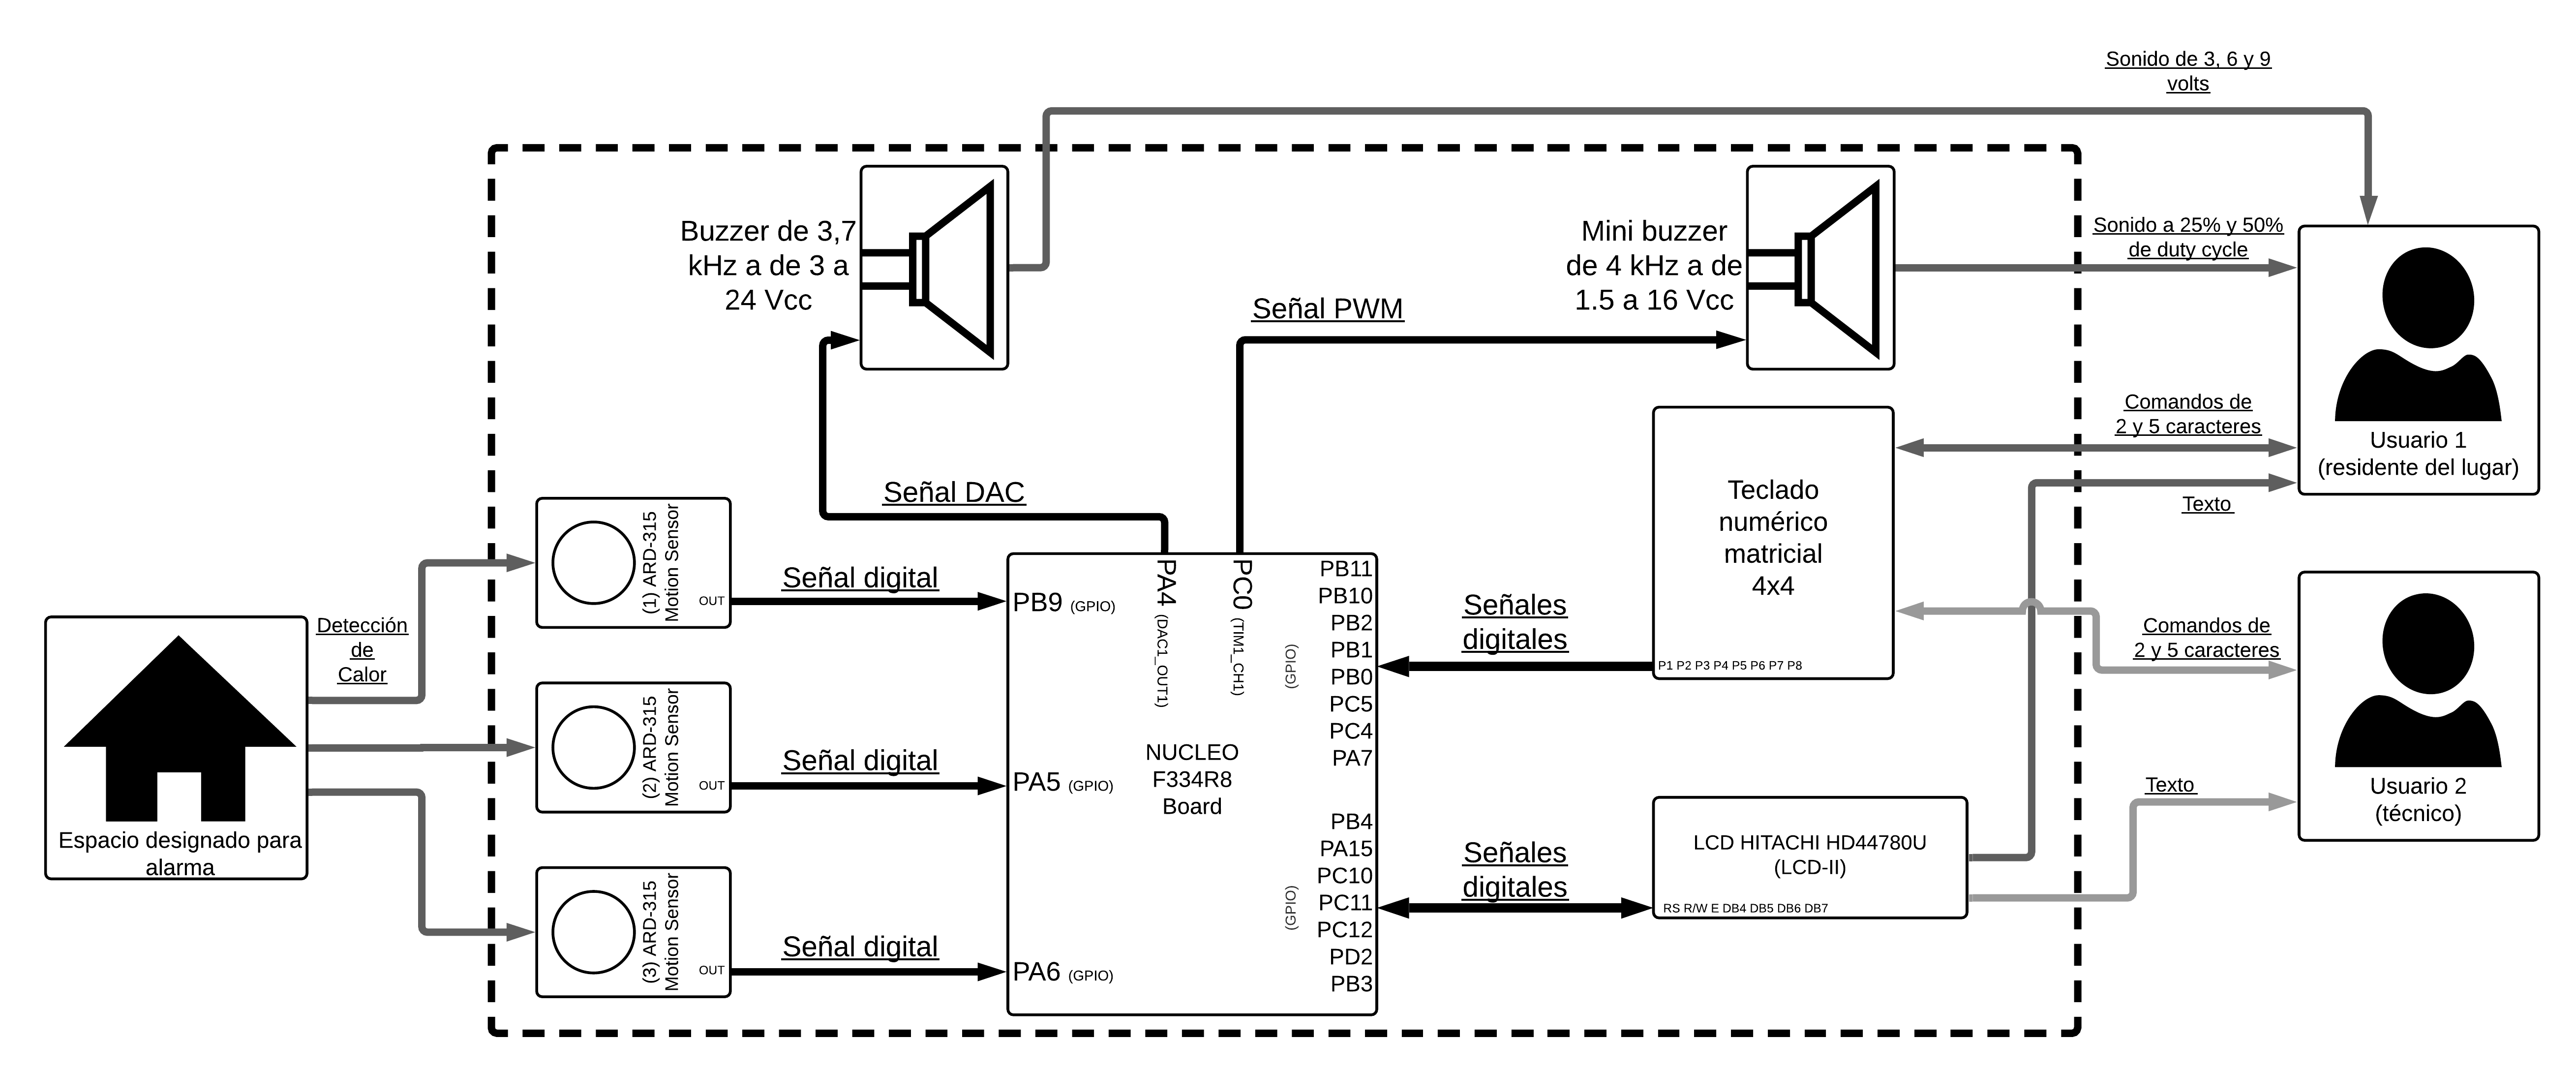 Sonido de 3, 6 y 9
volts
Buzzer de 3,7
kHz a de 3 a
24 Vcc
Mini buzzer
de 4 kHz a de
1.5 a 16 Vcc
Sonido a 25% y 50%
de duty cycle
Señal PWM
Comandos de
2 y 5 caracteres
Usuario 1
(residente del lugar)
Texto
Señal DAC
Teclado
numérico
matricial
4x4
P1 P2 P3 P4 P5 P6 P7 P8
Detección
de
Calor
Espacio designado para
alarma
(1) ARD-315
Motion Sensor
OUT
Señal digital
(2) ARD-315
Motion Sensor
OUT
Señal digital
(3) ARD-315
Motion Sensor
OUT
Señal digital
PB9 (GPIO)
PA5 (GPIO)
PA6 (GPIO)
PA4 (DAC1_OUT1)
PC0 (TIM1_CH1)
NUCLEO
F334R8
Board
(GPIO)
PB11
PB10
PB2
PB1
PB0
PC5
PC4
PA7
(GPIO)
PB4
PA15
PC10
PC11
PC12
PD2
PB3
Señales
digitales
Señales
digitales
LCD HITACHI HD44780U
(LCD-II)
RS R/W E DB4 DB5 DB6 DB7
Comandos de
2 y 5 caracteres
Texto
Usuario 2
(técnico)